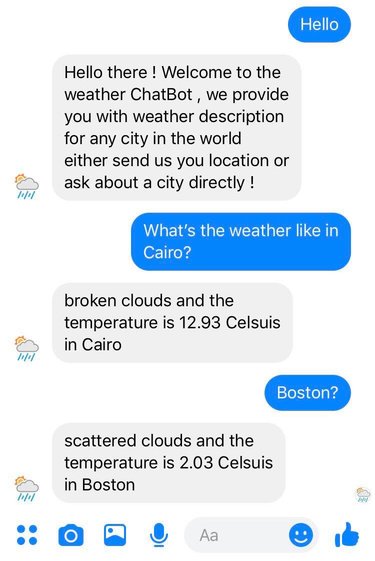 Hello
Hello there ! Welcome to the
weather ChatBot , we provide
you with weather description
for any city in the world
either send us you location or
ask about a city directly !
What's the weather like in
Cairo?
broken clouds and the
temperature is 12.93 Celsuis
in Cairo
Boston?
scattered clouds and the
temperature is 2.03 Celsuis
in Boston
Aa